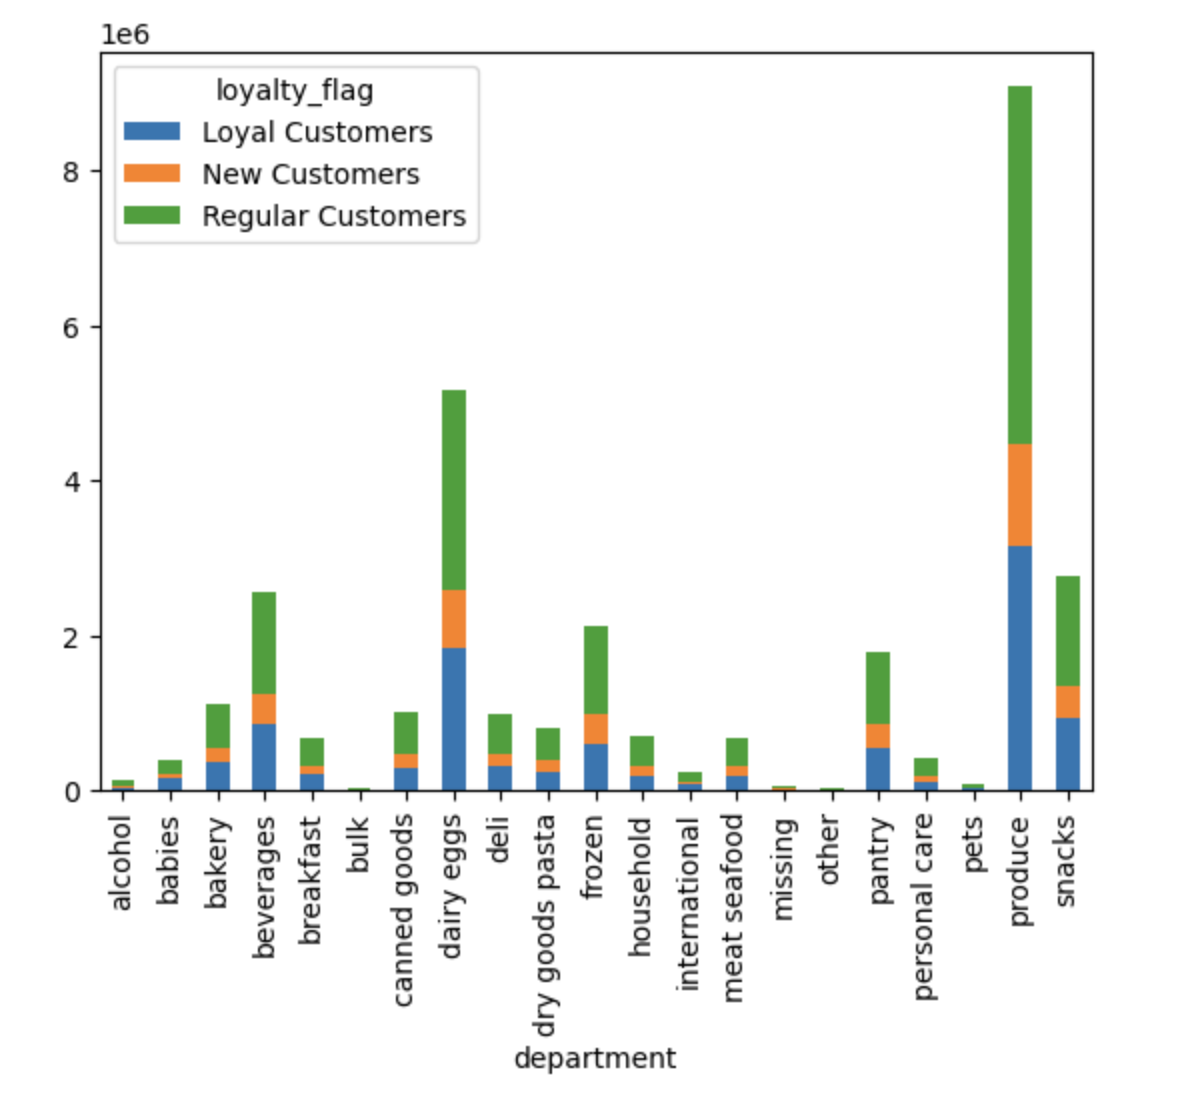 1e6
loyalty_flag
Loyal Customers
New Customers
Regular Customers
8
6
4
2
0
alcohol
babies
bakery
beverages
breakfast
bulk
canned goods
dairy eggs
deli
dry goods pasta
frozen
household
international
meat seafood
missing
other
pantry
personal care
pets
produce
snacks
department